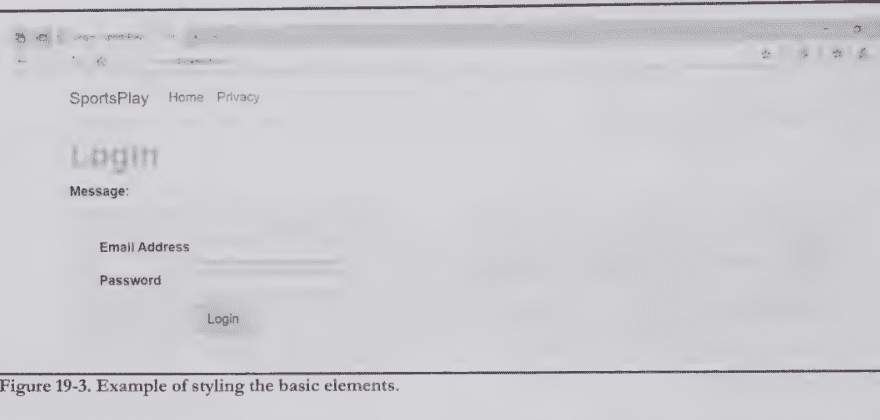 SportsPlay Home Privacy
Login
Message:
Email Address
Password
Login
Figure 19-3. Example of styling the basic elements.